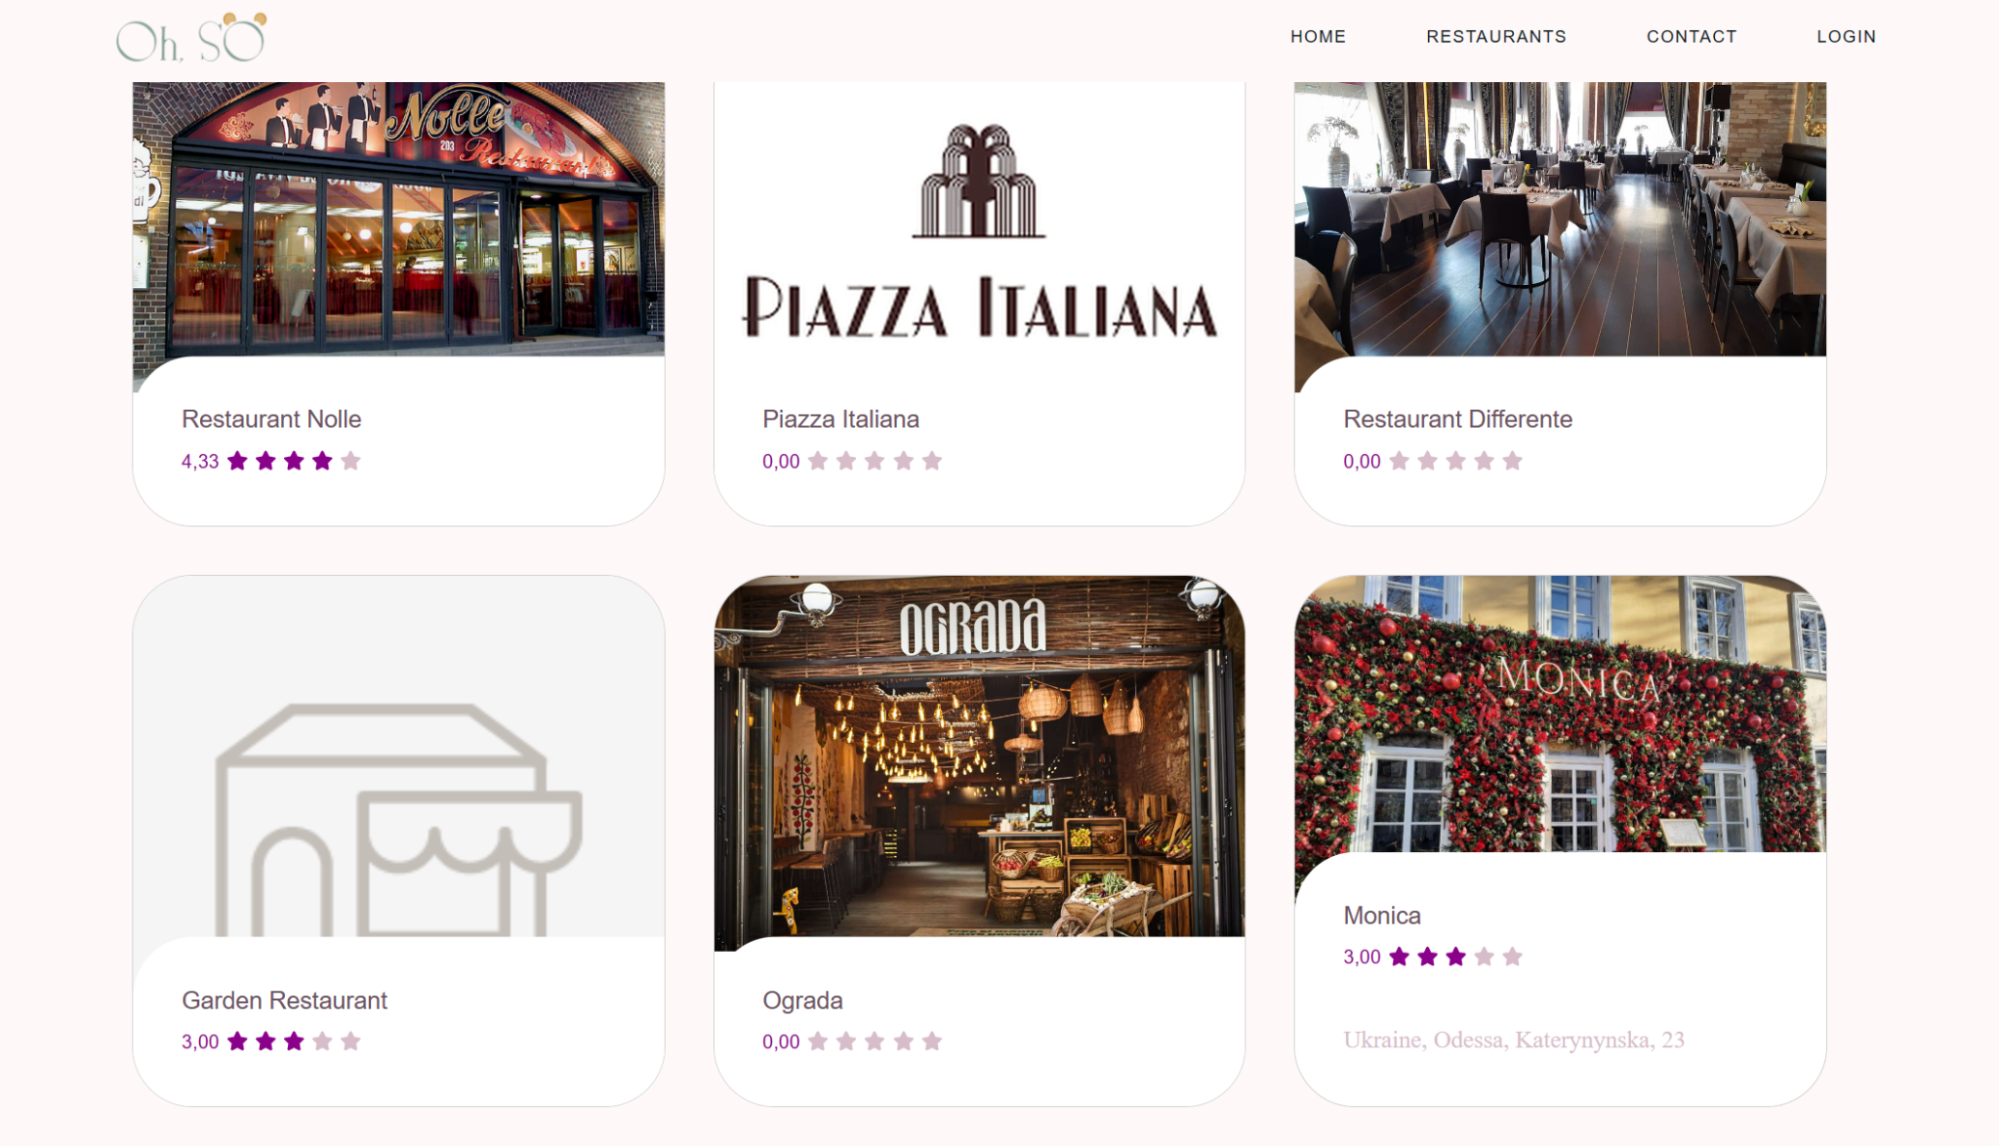 Oh, SO
HOME
RESTAURANTS
CONTACT
LOGIN
Nolle
203
Restaurant
PIAZZA ITALIANA
Restaurant Nolle
4,33
Piazza Italiana
0,00
Restaurant Differente
0,00
OGRADA
MONICA
Garden Restaurant
3,00
Ograda
0,00
Monica
3,00
Ukraine, Odessa, Katerynynska, 23